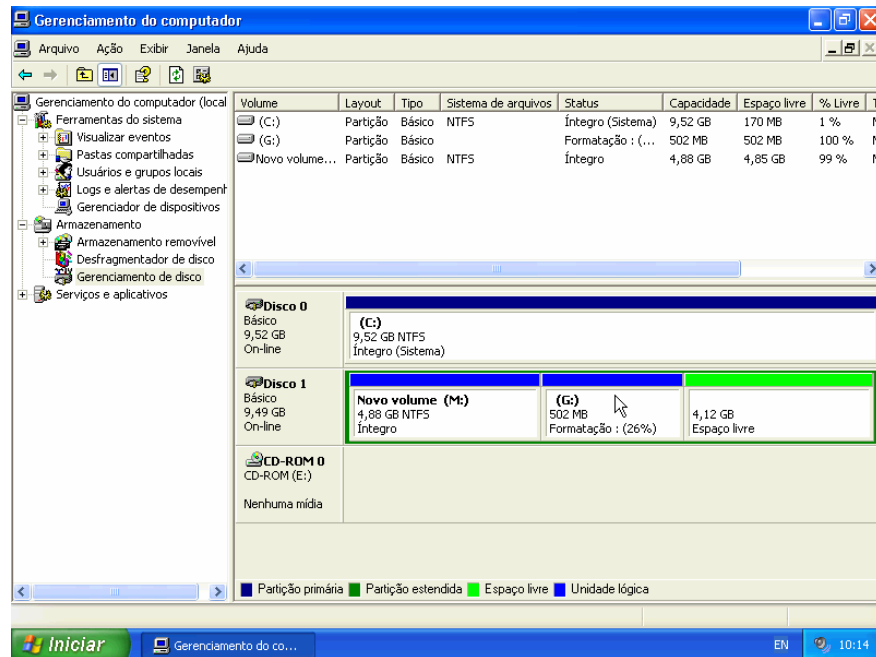 Gerenciamento do computador
Arquivo Ação Exibir Janela Ajuda
Gerenciamento do computador (local
Ferramentas do sistema
Visualizar eventos
Pastas compartilhadas
Usuários e grupos locais
Logs e alertas de desempenh
Gerenciador de dispositivos
Armazenamento
Armazenamento removível
Desfragmentador de disco
Gerenciamento de disco
Serviços e aplicativos
Volume Layout Tipo Sistema de arquivos Status Capacidade Espaço livre % Livre
(C:) Partição Básico NTFS Íntegro (Sistema) 9,52 GB 170 MB 1 %
(G:) Partição Básico Formatação : (... 502 MB 502 MB 100 %
Novo volume... Partição Básico NTFS Íntegro 4,88 GB 4,85 GB 99 %
Disco 0
Básico
9,52 GB
On-line
(C:)
9,52 GB NTFS
Íntegro (Sistema)
Disco 1
Básico
9,49 GB
On-line
Novo volume (M:)
4,88 GB NTFS
Íntegro
(G:)
502 MB
Formatação : (26%)
4,12 GB
Espaço livre
CD-ROM 0
CD-ROM (E:)
Nenhuma mídia
Partição primária Partição estendida Espaço livre Unidade lógica
Iniciar Gerenciamento do co... EN 10:14